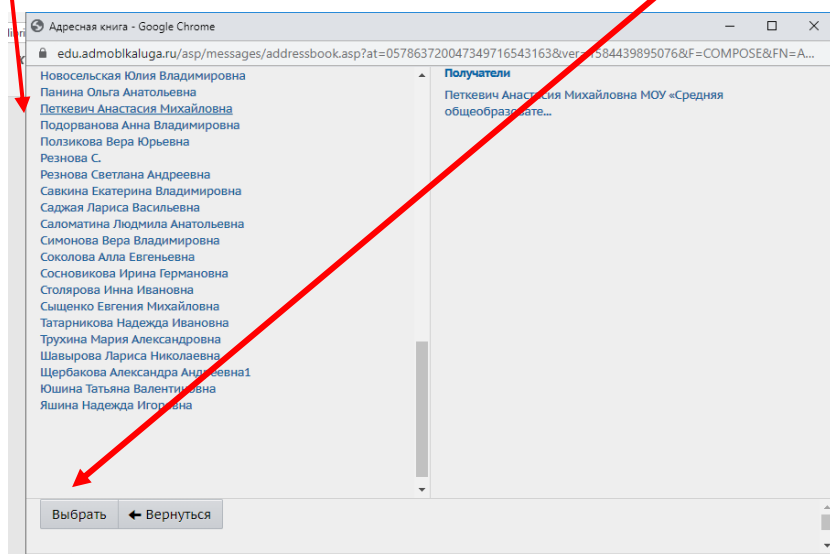 Адресная книга - Google Chrome
edu.admoblkaluga.ru/asp/messages/addressbook.asp?at=057863720047349716543163&ver=1584439895076&F=COMPOSE&FN=A...
Новосельская Юлия Владимировна
Панина Ольга Анатольевна
Петкевич Анастасия Михайловна
Подорванова Анна Владимировна
Ползикова Вера Юрьевна
Резнова С.
Резнова Светлана Андреевна
Савкина Екатерина Владимировна
Саджая Лариса Васильевна
Саломатина Людмила Анатольевна
Симонова Вера Владимировна
Соколова Алла Евгеньевна
Сосновикова Ирина Германовна
Столярова Инна Ивановна
Сыщенко Евгения Михайловна
Татарникова Надежда Ивановна
Трухина Мария Александровна
Шавырова Лариса Николаевна
Щербакова Александра Андреевна1
Юшина Татьяна Валентиновна
Яшина Надежда Игоревна
Получатели
Петкевич Анастасия Михайловна МОУ «Средняя
общеобразовате...
Выбрать
Вернуться